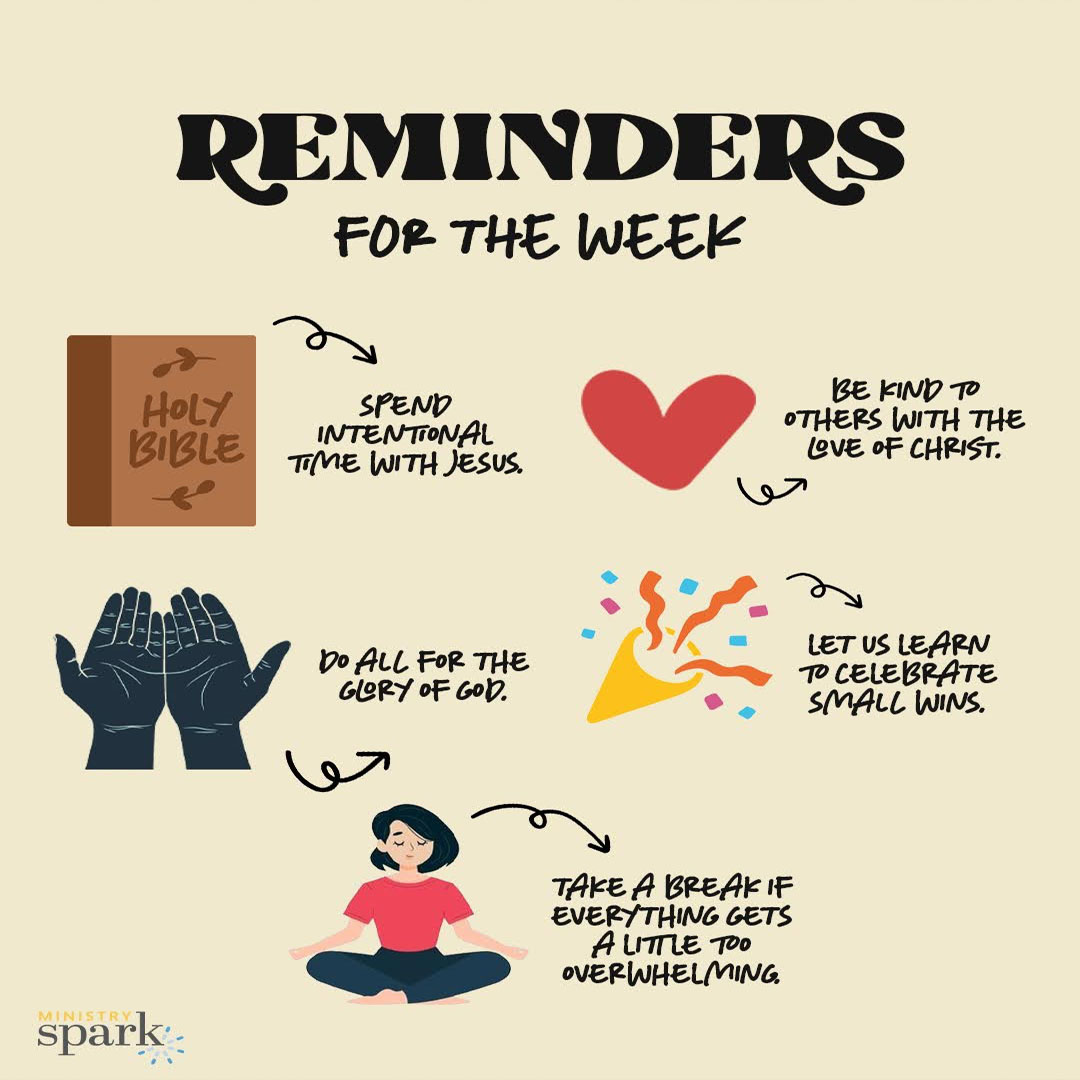 REMINDERS
FOR THE WEEK
HOLY
BIBLE
SPEND
INTENTIONAL
TIME WITH JESUS.
BE KIND TO
OTHERS WITH THE
LOVE OF CHRIST.
DO ALL FOR THE
GLORY OF GOD.
LET US LEARN
TO CELEBRATE
SMALL WINS.
TAKE A BREAK IF
EVERYTHING GETS
A LITTLE TOO
OVERWHELMING.
MINISTRY
spark